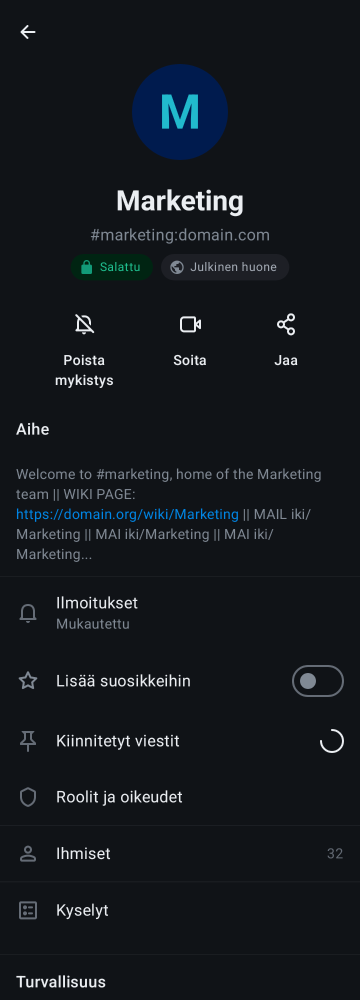 M
Marketing
#marketing:domain.com
Salattu
Julkinen huone
Poista
mykistys
Soita
Jaa
Aihe
Welcome to #marketing, home of the Marketing
team || WIKI PAGE:
https://domain.org/wiki/Marketing || MAIL iki/
Marketing || MAI iki/Marketing || MAI iki/
Marketing...
Ilmoitukset
Mukautettu
Lisää suosikkeihin
Kiinnitetyt viestit
Roolit ja oikeudet
Ihmiset 32
Kyselyt
Turvallisuus